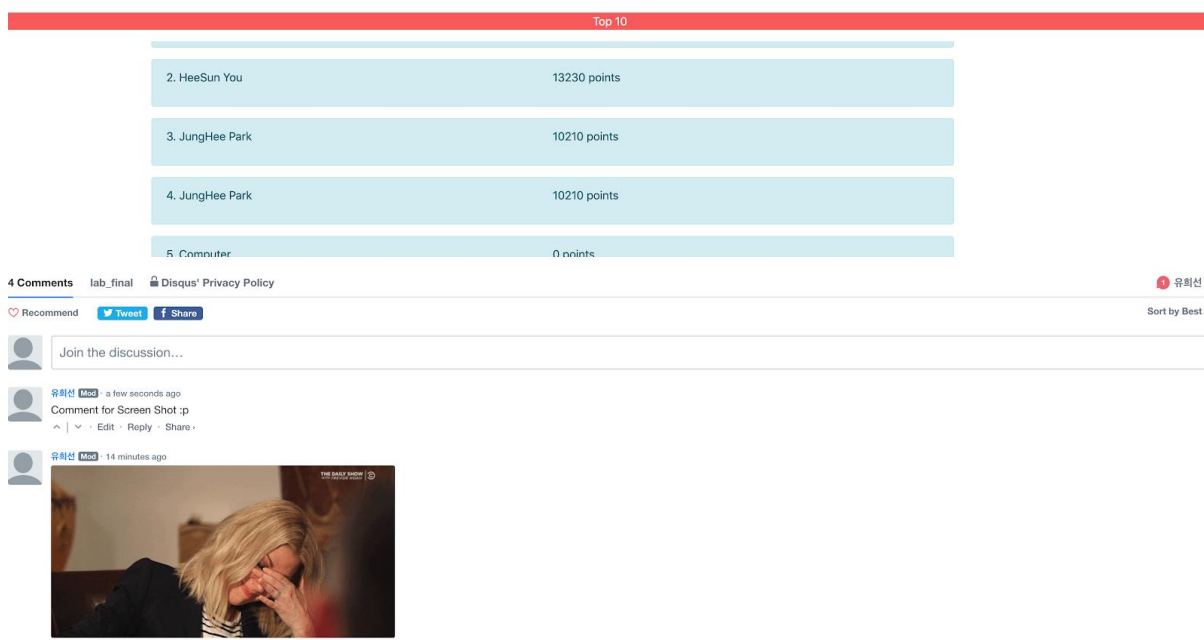 Top 10
2. HeeSun You 13230 points
3. JungHee Park 10210 points
4. JungHee Park 10210 points
5. Computer 0 points
4 Comments lab_final Disqus' Privacy Policy 1 유희선
Recommend Tweet f Share Sort by Best
Join the discussion...
유희선 Mod · a few seconds ago
Comment for Screen Shot :p
Edit · Reply · Share ›
유희선 Mod · 14 minutes ago
THE DAILY SHOW
WITH TREVOR NOAH